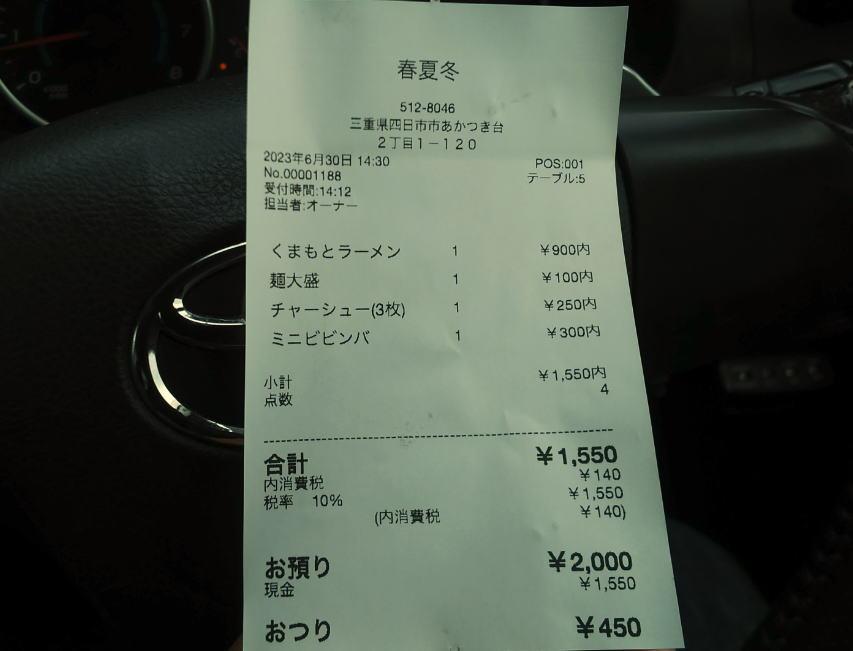 春夏冬
512-8046
三重県四日市市あかつき台
２丁目１－１２０
2023年6月30日 14:30 POS:001
No.00001188 テーブル:5
受付時間:14:12
担当者:オーナー
くまもとラーメン 1 ¥900内
麺大盛 1 ¥100内
チャーシュー(3枚) 1 ¥250内
ミニビビンバ 1 ¥300内
小計 ¥1,550内
点数 4
合計 ¥1,550
内消費税 ¥140
税率 10% ¥1,550
(内消費税 ¥140)
お預り ¥2,000
現金 ¥1,550
おつり ¥450
7
8
0